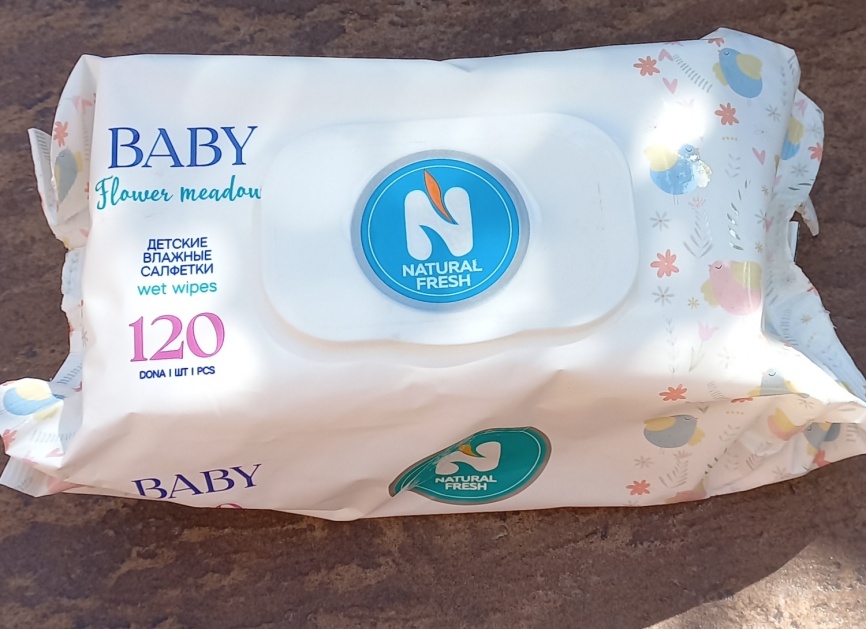 BABY
Flower meadow
ДЕТСКИЕ
ВЛАЖНЫЕ
САЛФЕТКИ
wet wipes
120
DONA | ШТ | PCS
NATURAL
FRESH
BABY
NATURAL
FRESH